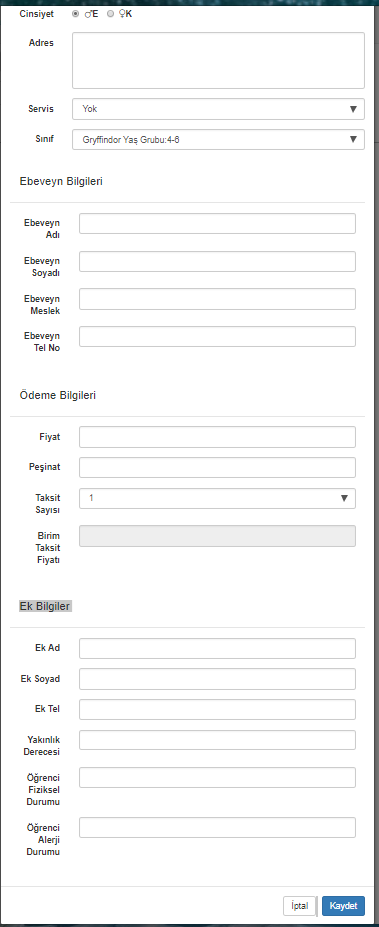 Cinsiyet ♂E ♀K
Adres
Servis Yok
Sınıf Gryffindor Yaş Grubu:4-6
Ebeveyn Bilgileri
Ebeveyn
Adı
Ebeveyn
Soyadı
Ebeveyn
Meslek
Ebeveyn
Tel No
Ödeme Bilgileri
Fiyat
Peşinat
Taksit 1
Sayısı
Birim
Taksit
Fiyatı
Ek Bilgiler
Ek Ad
Ek Soyad
Ek Tel
Yakınlık
Derecesi
Öğrenci
Fiziksel
Durumu
Öğrenci
Alerji
Durumu
İptal Kaydet